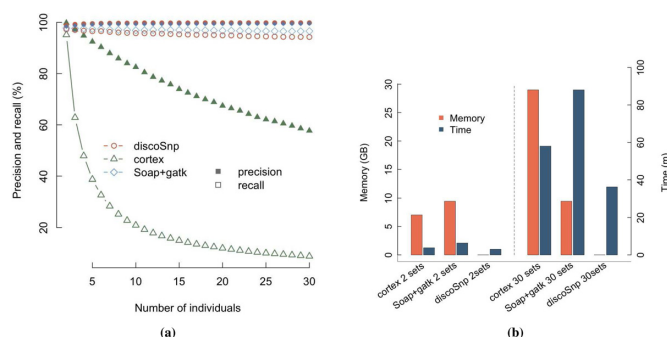 100
80
60
40
20
Precision and recall (%)
discoSnp
cortex
Soap+gatk
precision
recall
5
10
15
20
25
30
Number of individuals
(a)
30
25
20
15
10
5
0
Memory (GB)
Memory
Time
100
80
60
40
20
0
Time (m)
cortex 2 sets
Soap+gatk 2 sets
discoSnp 2sets
cortex 30 sets
Soap+gatk 30 sets
discoSnp 30sets
(b)